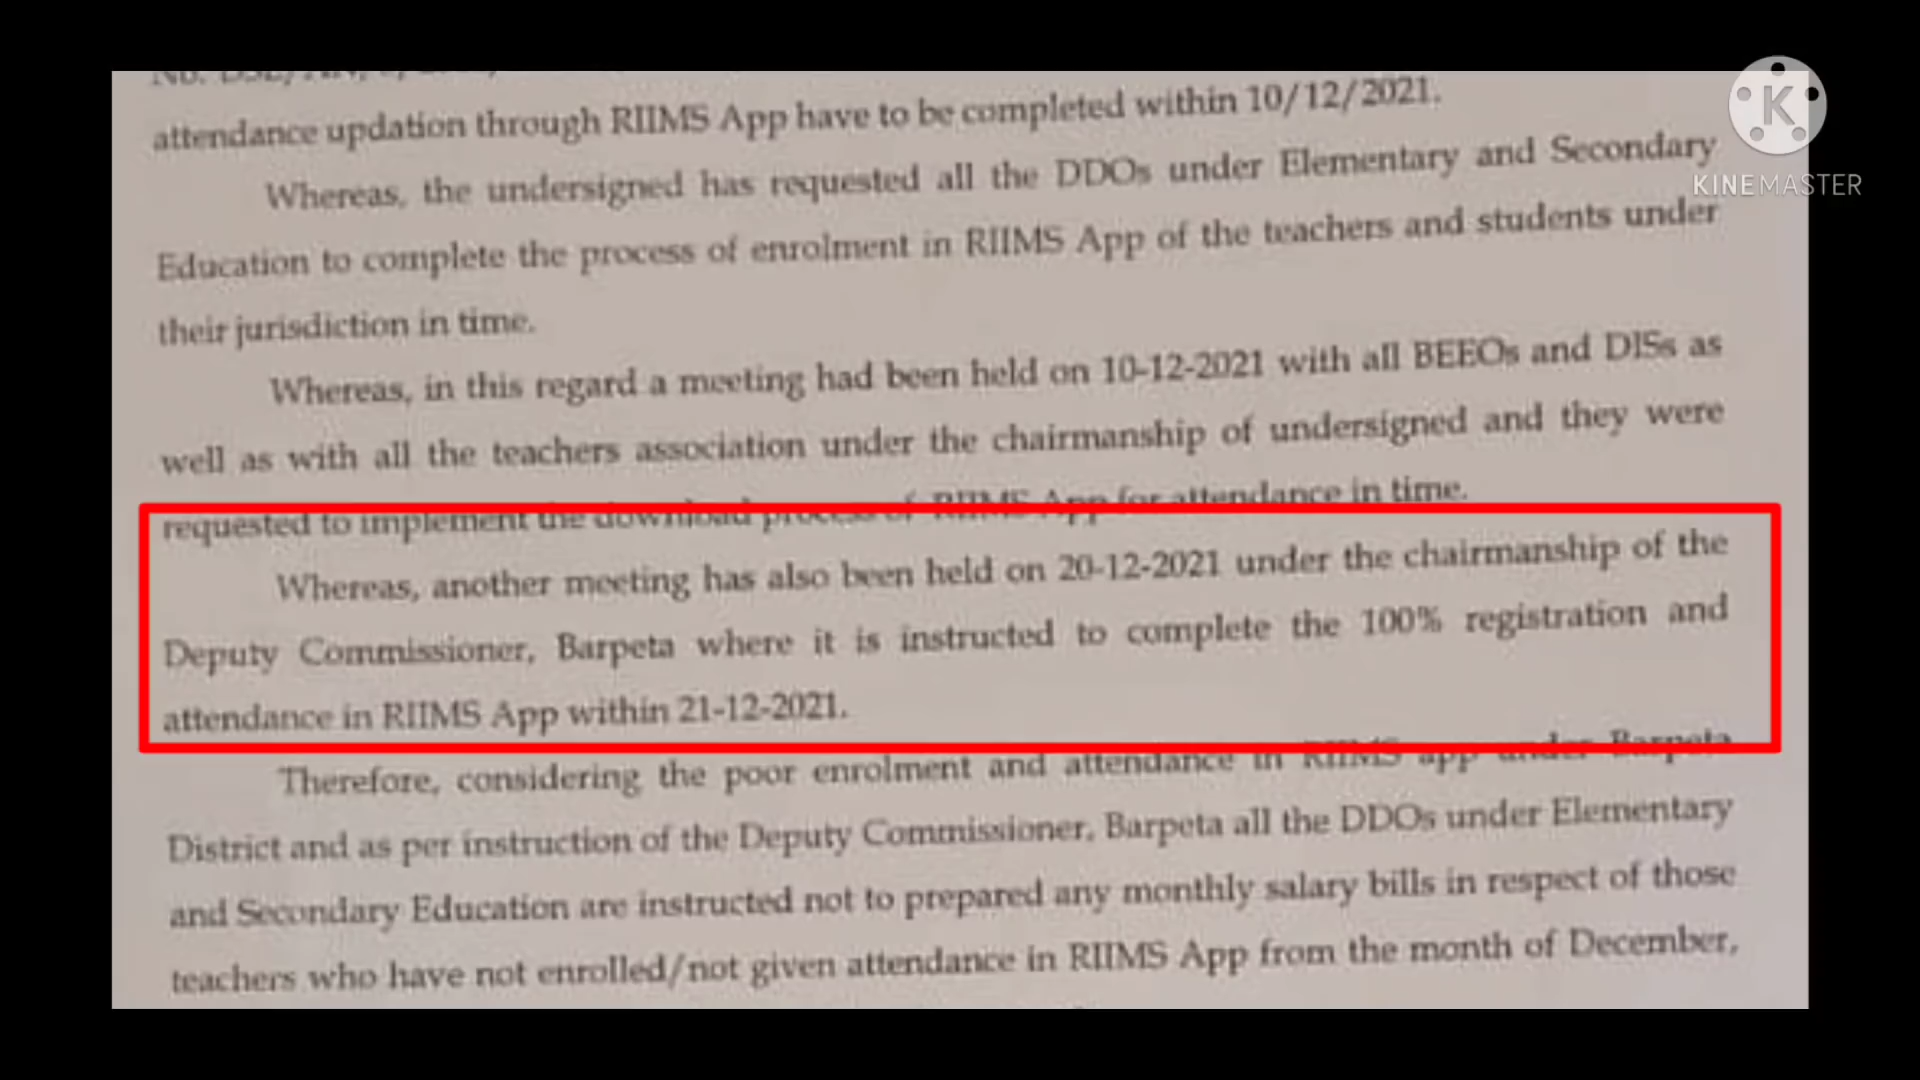 attendance updation through RIIMS App have to be completed within 10/12/2021.
Whereas, the undersigned has requested all the DDOs under Elementary and Secondary
Education to complete the process of enrolment in RIIMS App of the teachers and students under
their jurisdiction in time.
Whereas, in this regard a meeting had been held on 10-12-2021 with all BEEOs and DISs as
well as with all the teachers association under the chairmanship of undersigned and they were
requested to implement the download process of RIIMS App for attendance in time.
Whereas, another meeting has also been held on 20-12-2021 under the chairmanship of the
Deputy Commissioner, Barpeta where it is instructed to complete the 100% registration and
attendance in RIIMS App within 21-12-2021.
Therefore, considering the poor enrolment and attendance in RIIMS app under Barpeta
District and as per instruction of the Deputy Commissioner, Barpeta all the DDOs under Elementary
and Secondary Education are instructed not to prepared any monthly salary bills in respect of those
teachers who have not enrolled/not given attendance in RIIMS App from the month of December,
K
KINEMASTER